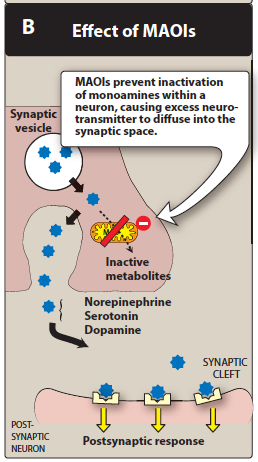 B Effect of MAOIs
MAOIs prevent inactivation
of monoamines within a
neuron, causing excess neuro-
transmitter to diffuse into the
synaptic space.
Synaptic
vesicle
Inactive
metabolites
Norepinephrine
Serotonin
Dopamine
SYNAPTIC
CLEFT
POST-
SYNAPTIC
NEURON
Postsynaptic response